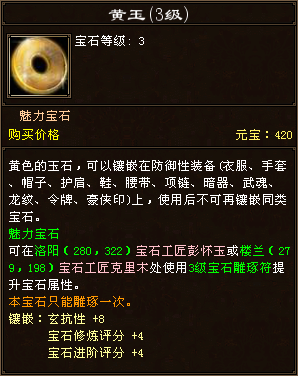 黄玉(3级)
宝石等级: 3
魅力宝石
购买价格 元宝: 420
黄色的玉石，可以镶嵌在防御性装备(衣服、手套
、帽子、护肩、鞋、腰带、项链、暗器、武魂、
龙纹、令牌、豪侠印)上，使用后不可再镶嵌同类
宝石。
魅力宝石
可在洛阳（280，322）宝石工匠彭怀玉或楼兰（27
9，198）宝石工匠克里木处使用3级宝石雕琢符提
升宝石属性。
本宝石只能雕琢一次。
镶嵌: 玄抗性 +8
宝石修炼评分 +4
宝石进阶评分 +4